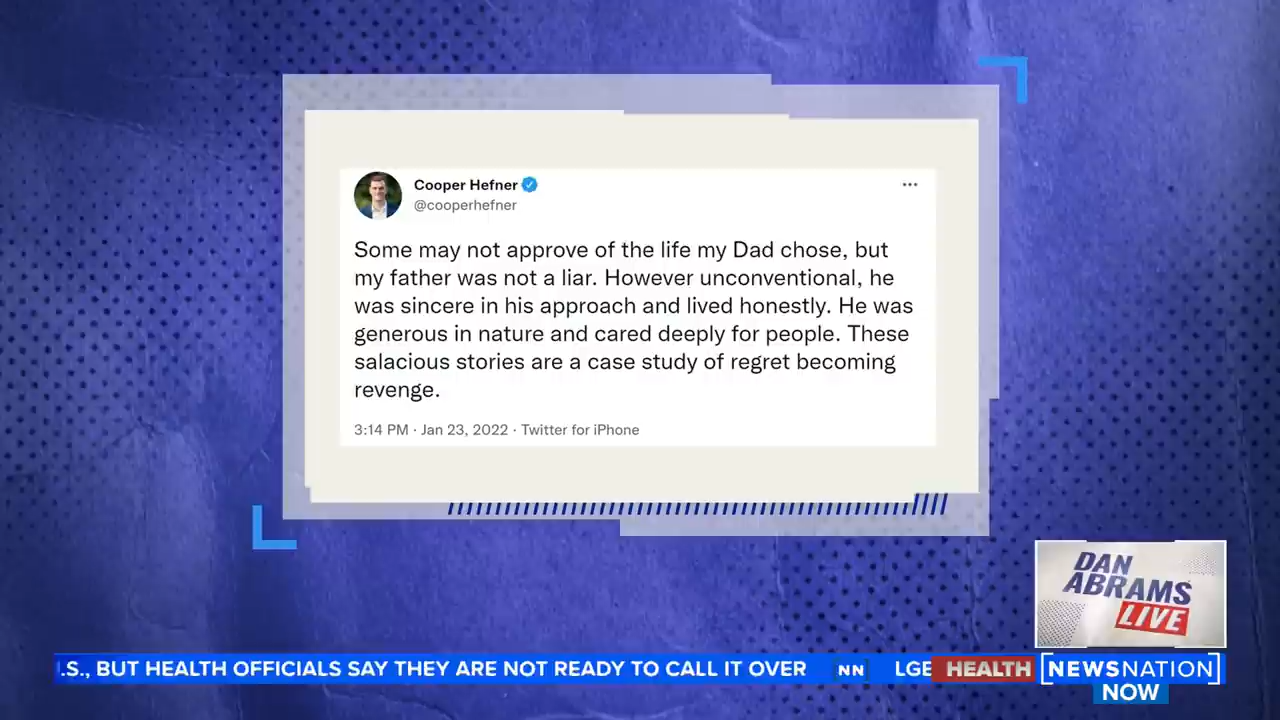 Cooper Hefner
@cooperhefner
Some may not approve of the life my Dad chose, but
my father was not a liar. However unconventional, he
was sincere in his approach and lived honestly. He was
generous in nature and cared deeply for people. These
salacious stories are a case study of regret becoming
revenge.
3:14 PM · Jan 23, 2022 · Twitter for iPhone
DAN
ABRAMS
LIVE
.S., BUT HEALTH OFFICIALS SAY THEY ARE NOT READY TO CALL IT OVER NN LGE HEALTH NEWSNATION
NOW